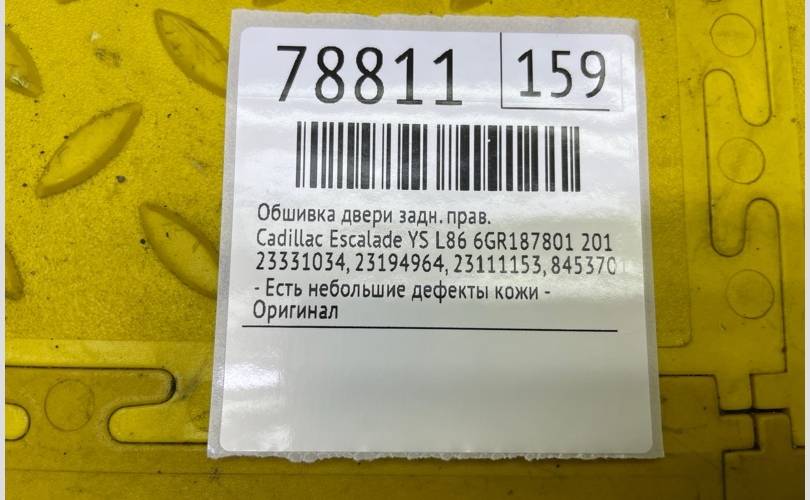 78811 159
Обшивка двери задн. прав.
Cadillac Escalade YS L86 6GR187801 201
23331034, 23194964, 23111153, 845370
- Есть небольшие дефекты кожи -
Оригинал